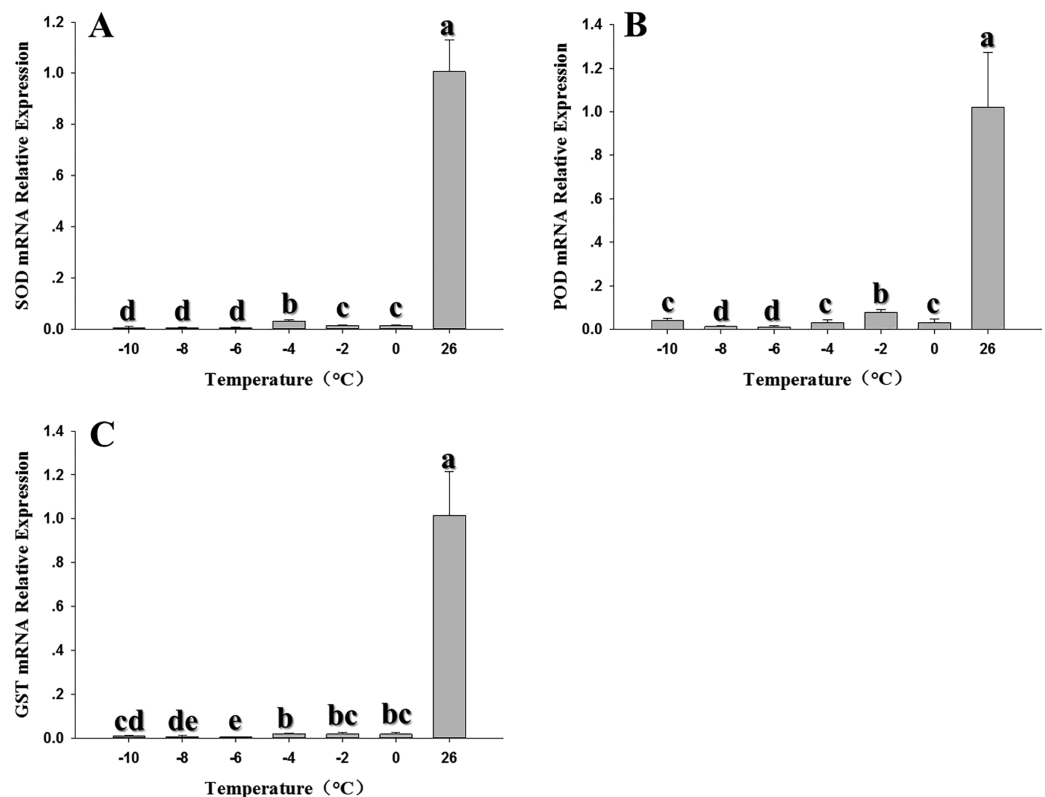 A
SOD mRNA Relative Expression
1.2
1.0
.8
.6
.4
.2
0.0
d d d b c c a
-10 -8 -6 -4 -2 0 26
Temperature（°C）
B
POD mRNA Relative Expression
1.4
1.2
1.0
.8
.6
.4
.2
0.0
c d d c b c a
-10 -8 -6 -4 -2 0 26
Temperature（°C）
C
GST mRNA Relative Expression
1.4
1.2
1.0
.8
.6
.4
.2
0.0
cd de e b bc bc a
-10 -8 -6 -4 -2 0 26
Temperature（°C）